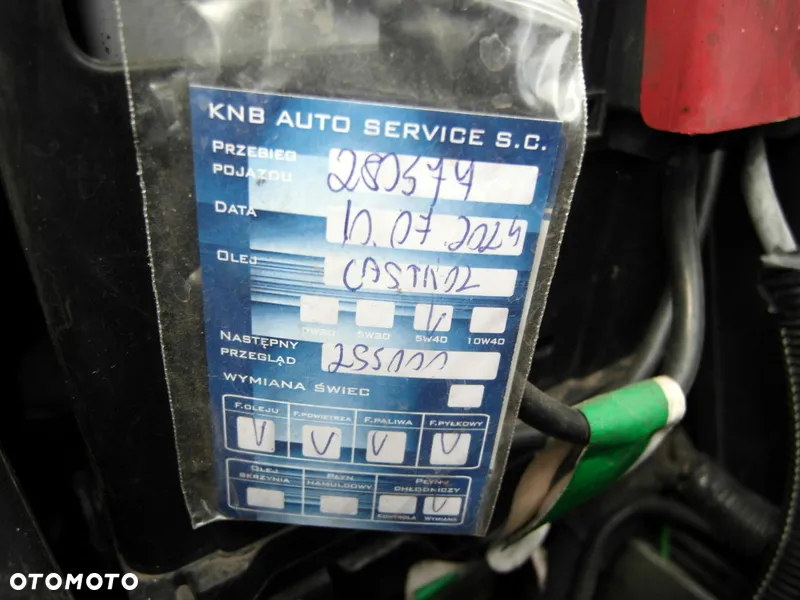 KNB AUTO SERVICE S.C.
PRZEBIEG POJAZDU 280574
DATA 10.07.2024
OLEJ CASTROL
0W30 5W30 5W40 10W40
V
NASTĘPNY PRZEGLĄD 295000
WYMIANA ŚWIEC
F.OLEJU F.POWIETRZA F.PALIWA F.PYŁKOWY
V V V V
OLEJ SKRZYNIA PŁYN HAMULCOWY PŁYN CHŁODNICZY
V
KONTROLA WYMIANA
OTOMOTO